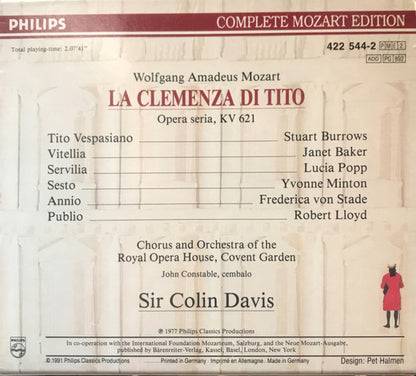 PHILIPS COMPLETE MOZART EDITION
Total playing-time: 2.07'41" 422 544-2 PM E 2
ADD PG 892
Wolfgang Amadeus Mozart
LA CLEMENZA DI TITO
Opera seria, KV 621
Tito Vespasiano Stuart Burrows
Vitellia Janet Baker
Servilia Lucia Popp
Sesto Yvonne Minton
Annio Frederica von Stade
Publio Robert Lloyd
Chorus and Orchestra of the
Royal Opera House, Covent Garden
John Constable, cembalo
Sir Colin Davis
℗ 1977 Philips Classics Productions
In co-operation with the International Foundation Mozarteum, Salzburg, and the Neue Mozart-Ausgabe,
published by Bärenreiter-Verlag, Kassel, Basel, London, New York
PHILIPS
© 1991 Philips Classics Productions Printed in Germany Imprimé en Allemagne Made in Germany Design: Pet Halmen